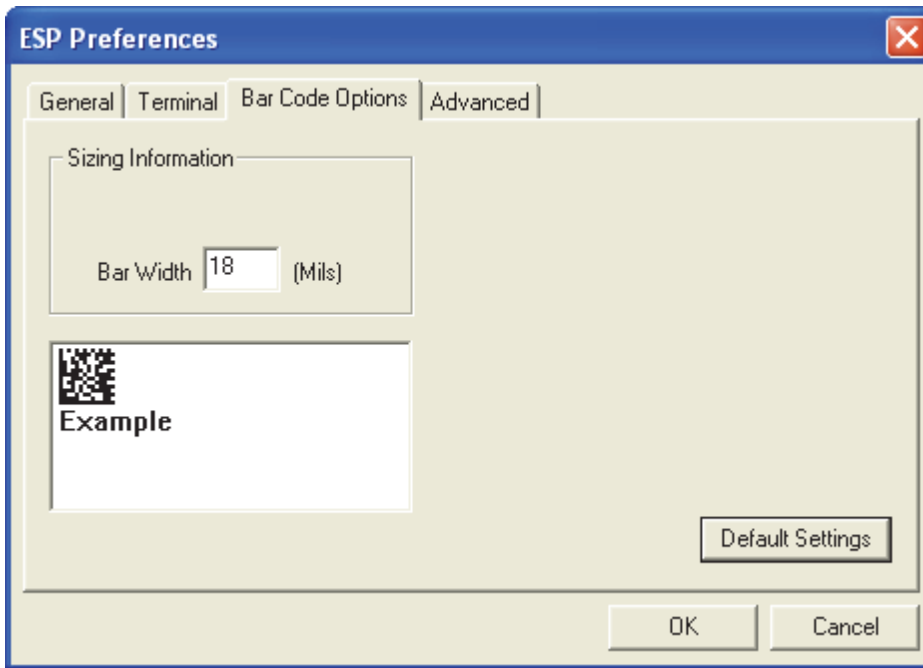 ESP Preferences
General Terminal Bar Code Options Advanced
Sizing Information
Bar Width 18 (Mils)
Example
Default Settings
OK Cancel